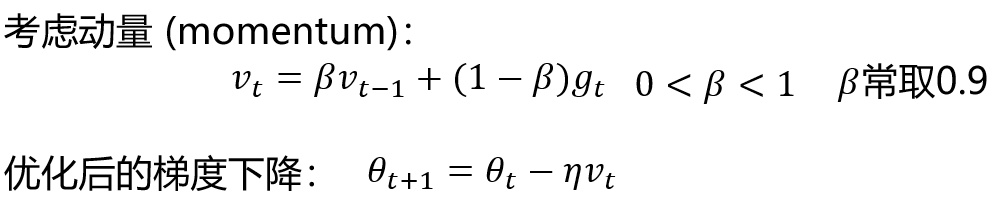 考虑动量 (momentum)：
𝑣ₜ = 𝛽𝑣ₜ₋₁ + (1 − 𝛽)𝑔ₜ 0 < 𝛽 < 1 𝛽常取0.9
优化后的梯度下降： 𝜃ₜ₊₁ = 𝜃ₜ − 𝜂𝑣ₜ